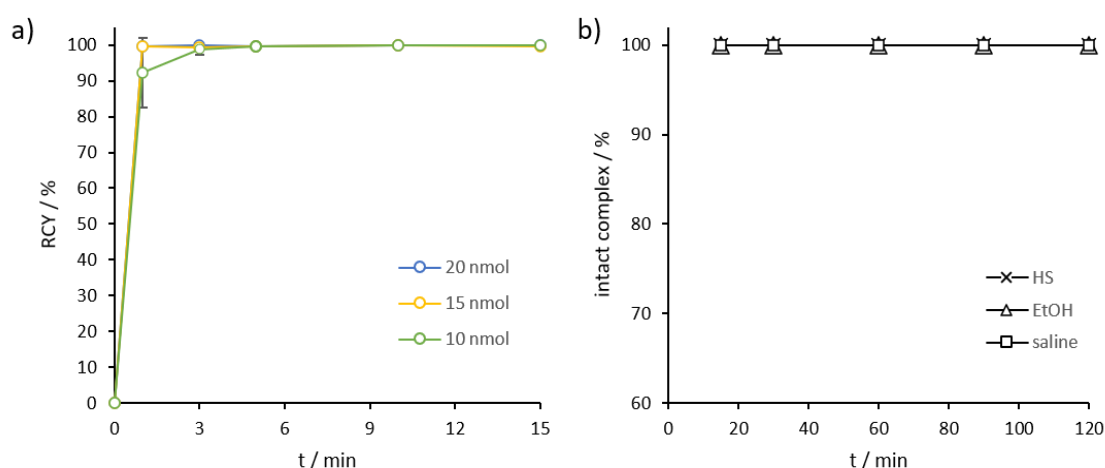 a)
100
90
80
70
60
50
40
30
20
10
0
RCY / %
0 3 6 9 12 15
t / min
20 nmol
15 nmol
10 nmol
b)
100
90
80
70
60
intact complex / %
0 20 40 60 80 100 120
t / min
HS
EtOH
saline